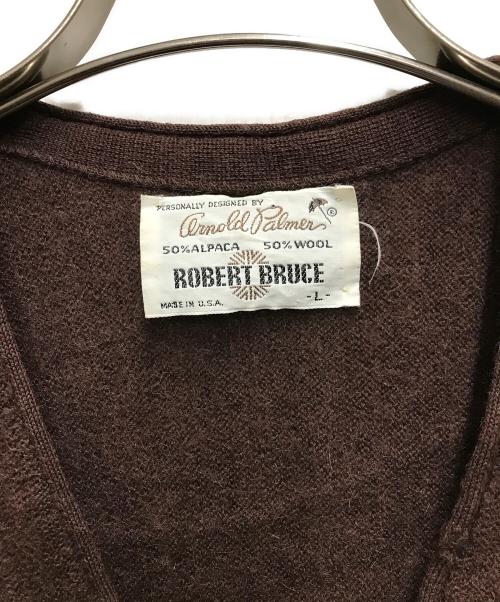 PERSONALLY DESIGNED BY
Arnold Palmer ®
50% ALPACA 50% WOOL
ROBERT BRUCE
MADE IN U.S.A. -L-